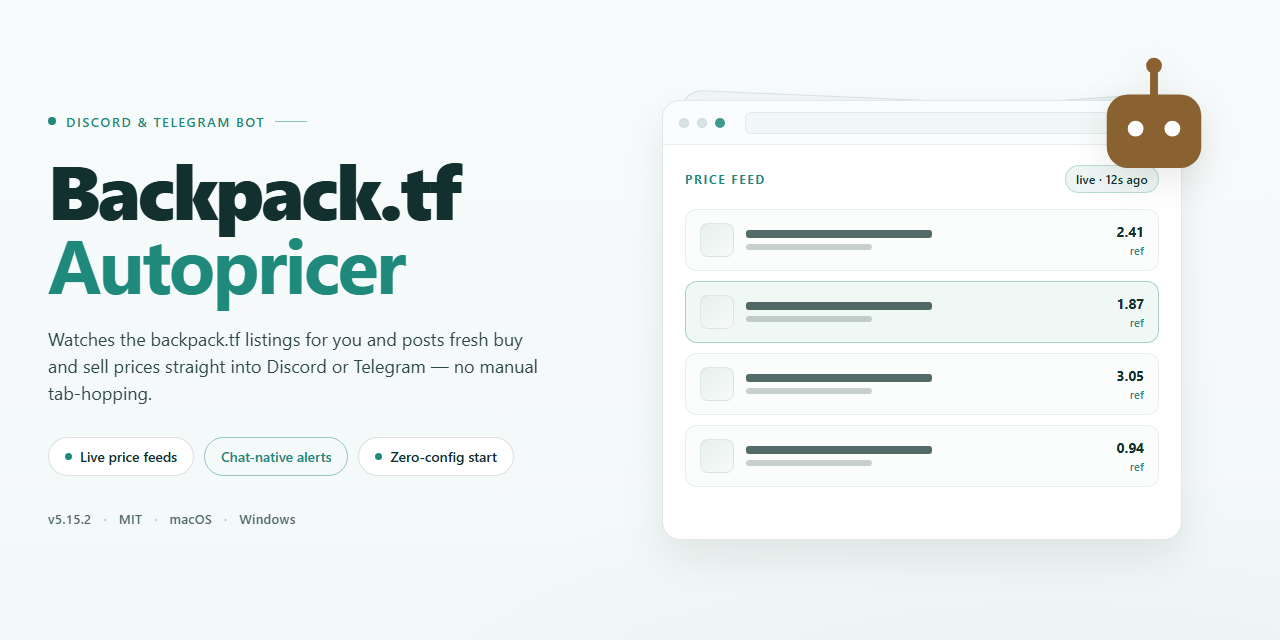 DISCORD & TELEGRAM BOT
Backpack.tf
Autopricer
Watches the backpack.tf listings for you and posts fresh buy
and sell prices straight into Discord or Telegram — no manual
tab-hopping.
Live price feeds
Chat-native alerts
Zero-config start
v5.15.2 · MIT · macOS · Windows
PRICE FEED
live · 12s ago
2.41
ref
1.87
ref
3.05
ref
0.94
ref